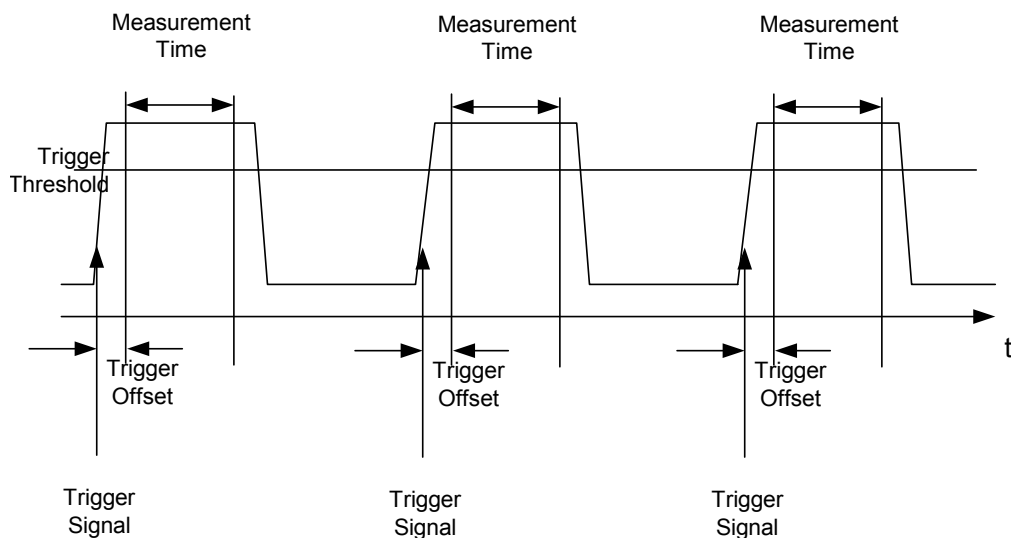 Measurement
Time
Measurement
Time
Measurement
Time
Trigger
Threshold
t
Trigger
Offset
Trigger
Offset
Trigger
Offset
Trigger
Signal
Trigger
Signal
Trigger
Signal